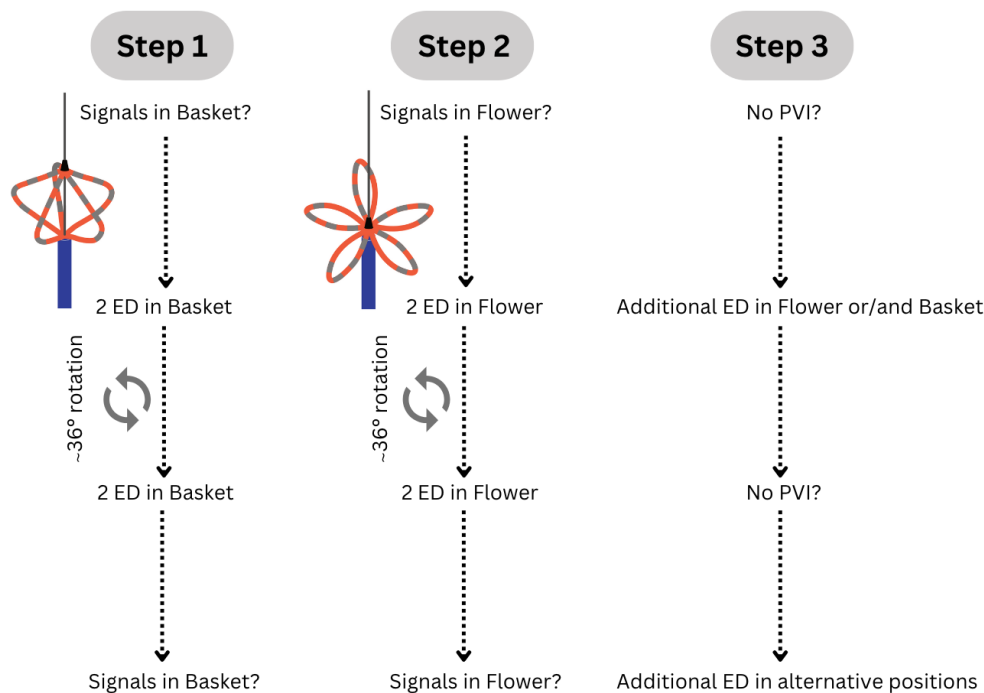 Step 1
Step 2
Step 3
Signals in Basket?
Signals in Flower?
No PVI?
2 ED in Basket
2 ED in Flower
Additional ED in Flower or/and Basket
~36° rotation
~36° rotation
2 ED in Basket
2 ED in Flower
No PVI?
Signals in Basket?
Signals in Flower?
Additional ED in alternative positions